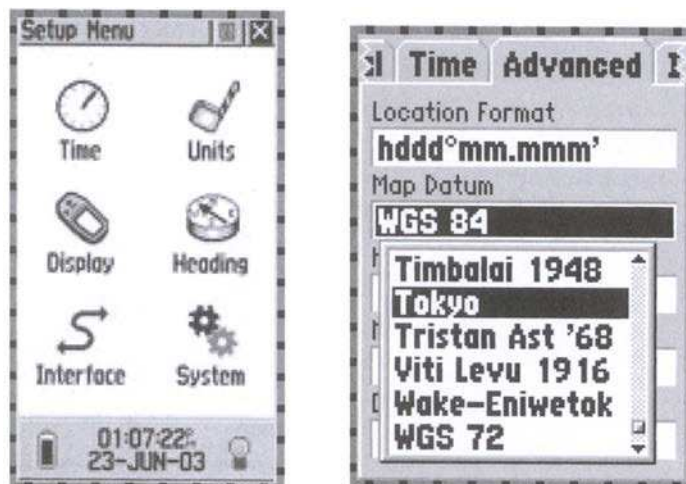 Setup Menu
Time
Units
Display
Heading
Interface
System
01:07:22
23-JUN-03
Time
Advanced
Location Format
hddd°mm.mmm'
Map Datum
WGS 84
Timbalai 1948
Tokyo
Tristan Ast '68
Viti Levu 1916
Wake-Eniwetok
WGS 72